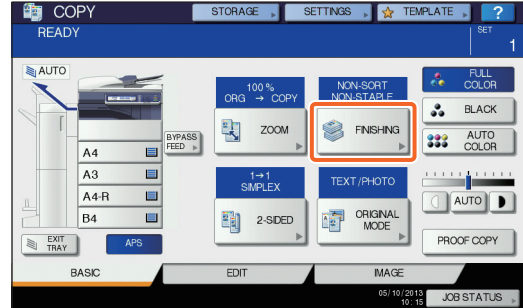 COPY
STORAGE
SETTINGS
TEMPLATE
?
READY
SET
1
AUTO
100 %
ORG → COPY
NON-SORT
NON-STAPLE
FULL
COLOR
ZOOM
FINISHING
BLACK
BYPASS
FEED
AUTO
COLOR
A4
A3
A4-R
B4
1→1
SIMPLEX
TEXT/PHOTO
2-SIDED
ORIGINAL
MODE
AUTO
EXIT
TRAY
APS
PROOF COPY
BASIC
EDIT
IMAGE
05/10/2013
10:15
JOB STATUS